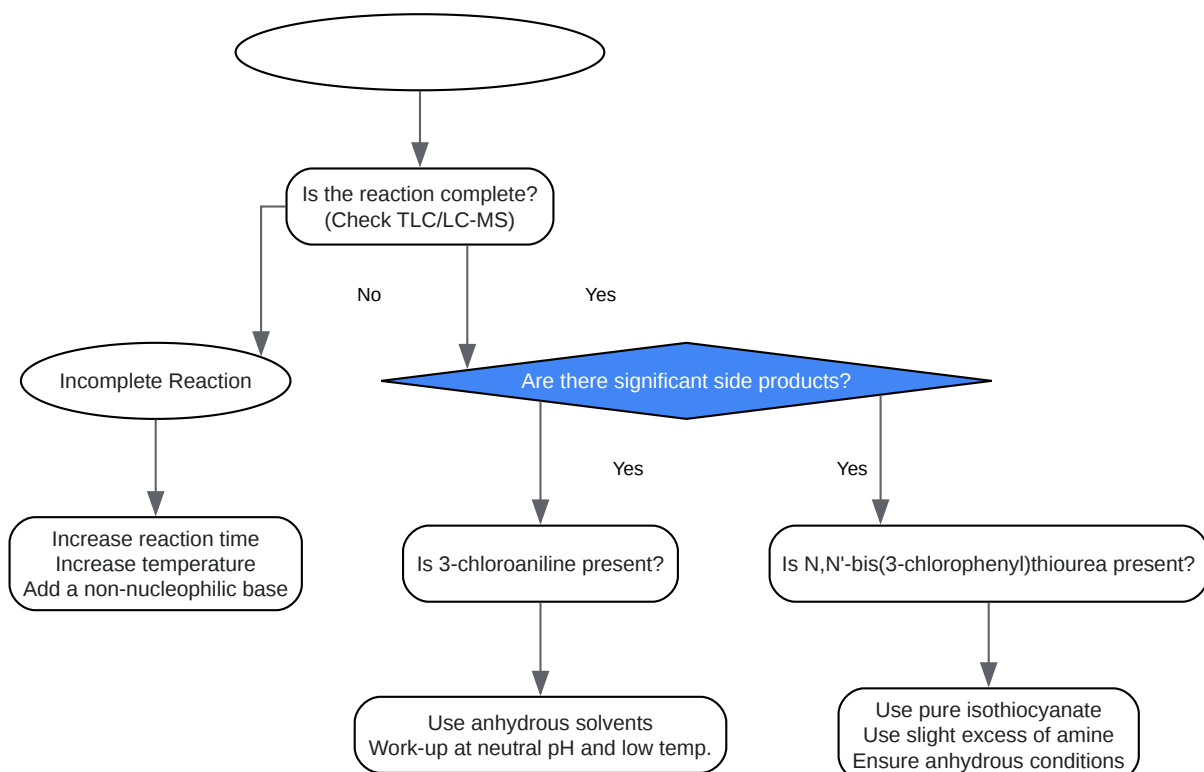 Is the reaction complete?
(Check TLC/LC-MS)
No
Yes
Incomplete Reaction
Are there significant side products?
Yes
Yes
Increase reaction time
Increase temperature
Add a non-nucleophilic base
Is 3-chloroaniline present?
Is N,N'-bis(3-chlorophenyl)thiourea present?
Use anhydrous solvents
Work-up at neutral pH and low temp.
Use pure isothiocyanate
Use slight excess of amine
Ensure anhydrous conditions